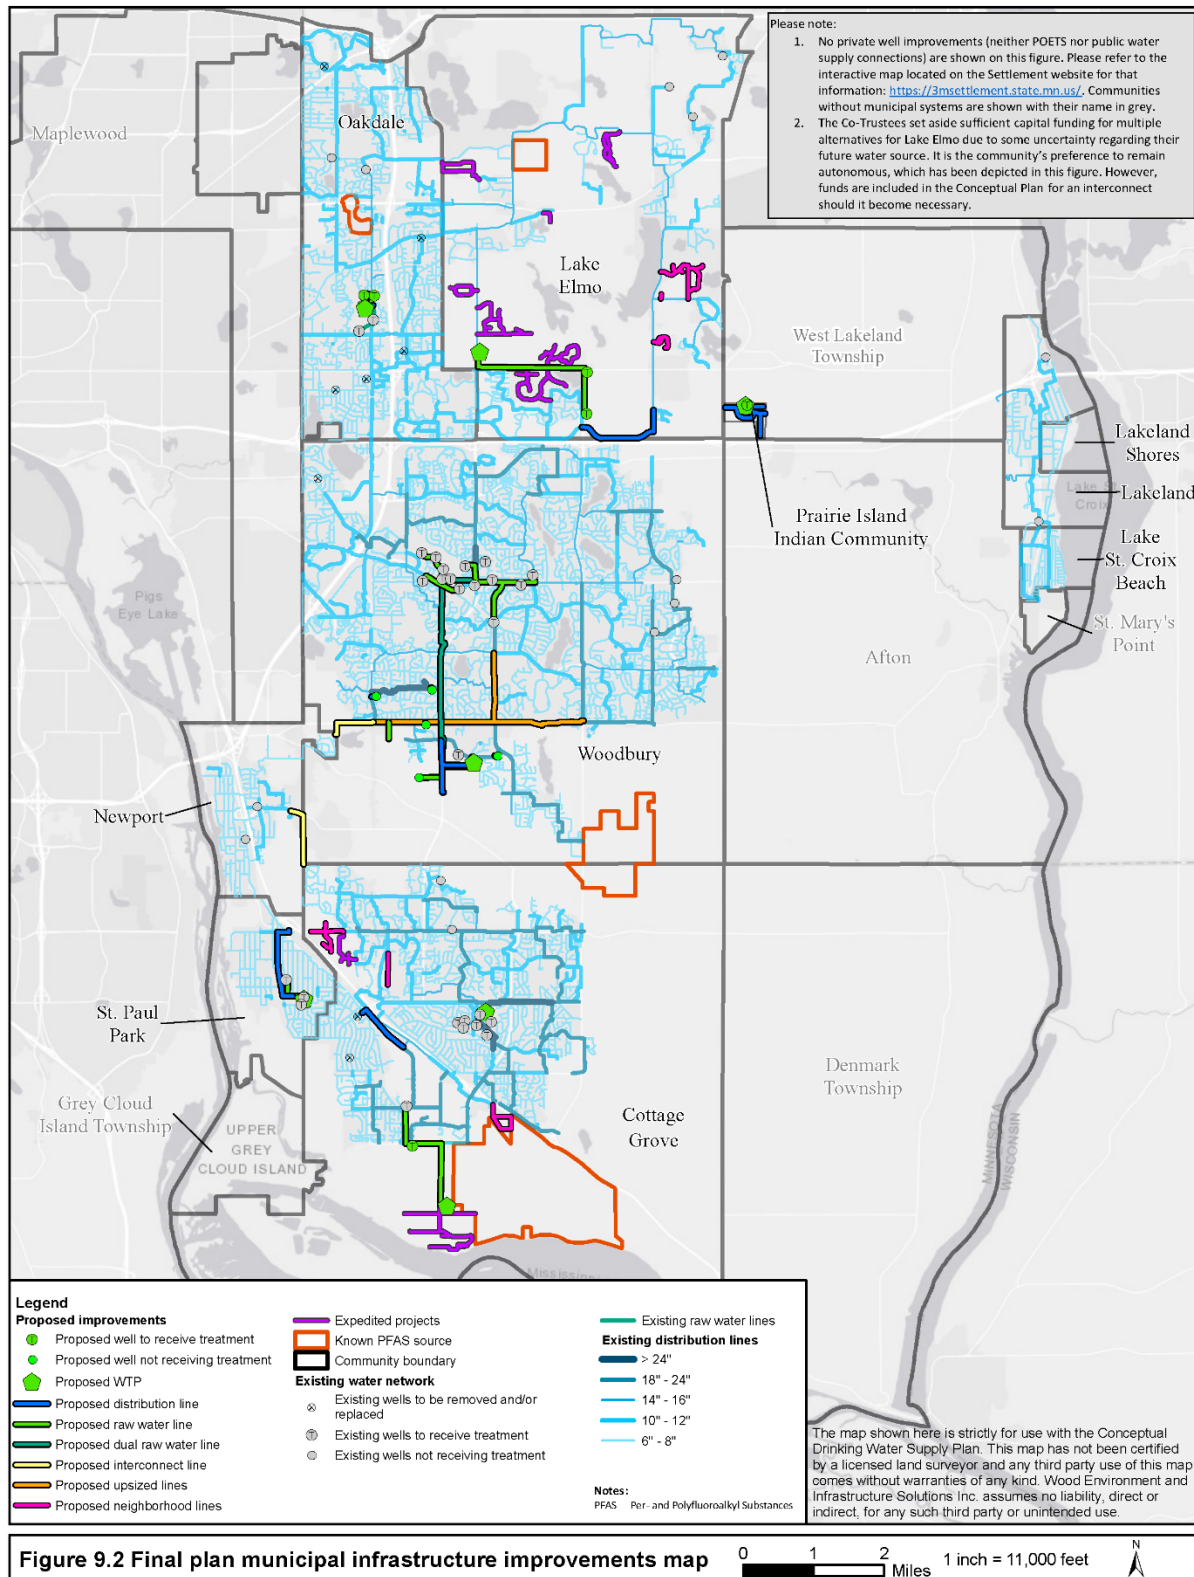 Please note:
1. No private well improvements (neither POETS nor public water
supply connections) are shown on this figure. Please refer to the
interactive map located on the Settlement website for that
information: https://3msettlement.state.mn.us/. Communities
without municipal systems are shown with their name in grey.
2. The Co-Trustees set aside sufficient capital funding for multiple
alternatives for Lake Elmo due to some uncertainty regarding their
future water source. It is the community's preference to remain
autonomous, which has been depicted in this figure. However,
funds are included in the Conceptual Plan for an interconnect
should it become necessary.
Maplewood
Oakdale
Lake
Elmo
West Lakeland
Township
Lakeland
Shores
Lakeland
Lake St.
Croix
Prairie Island
Indian Community
Lake
St. Croix
Beach
St. Mary's
Point
Pigs
Eye Lake
Afton
Woodbury
Newport
St. Paul
Park
Grey Cloud
Island Township
UPPER
GREY
CLOUD ISLAND
Cottage
Grove
Denmark
Township
MINNESOTA
WISCONSIN
Legend
Proposed improvements
Proposed well to receive treatment
Proposed well not receiving treatment
Proposed WTP
Proposed distribution line
Proposed raw water line
Proposed dual raw water line
Proposed interconnect line
Proposed upsized lines
Proposed neighborhood lines
Expedited projects
Known PFAS source
Community boundary
Existing water network
Existing wells to be removed and/or
replaced
Existing wells to receive treatment
Existing wells not receiving treatment
Existing raw water lines
Existing distribution lines
> 24"
18" - 24"
14" - 16"
10" - 12"
6" - 8"
Notes:
PFAS Per- and Polyfluoroalkyl Substances
The map shown here is strictly for use with the Conceptual
Drinking Water Supply Plan. This map has not been certified
by a licensed land surveyor and any third party use of this map
comes without warranties of any kind. Wood Environment and
Infrastructure Solutions Inc. assumes no liability, direct or
indirect, for any such third party or unintended use.
Figure 9.2 Final plan municipal infrastructure improvements map
0 1 2
Miles
1 inch = 11,000 feet
N